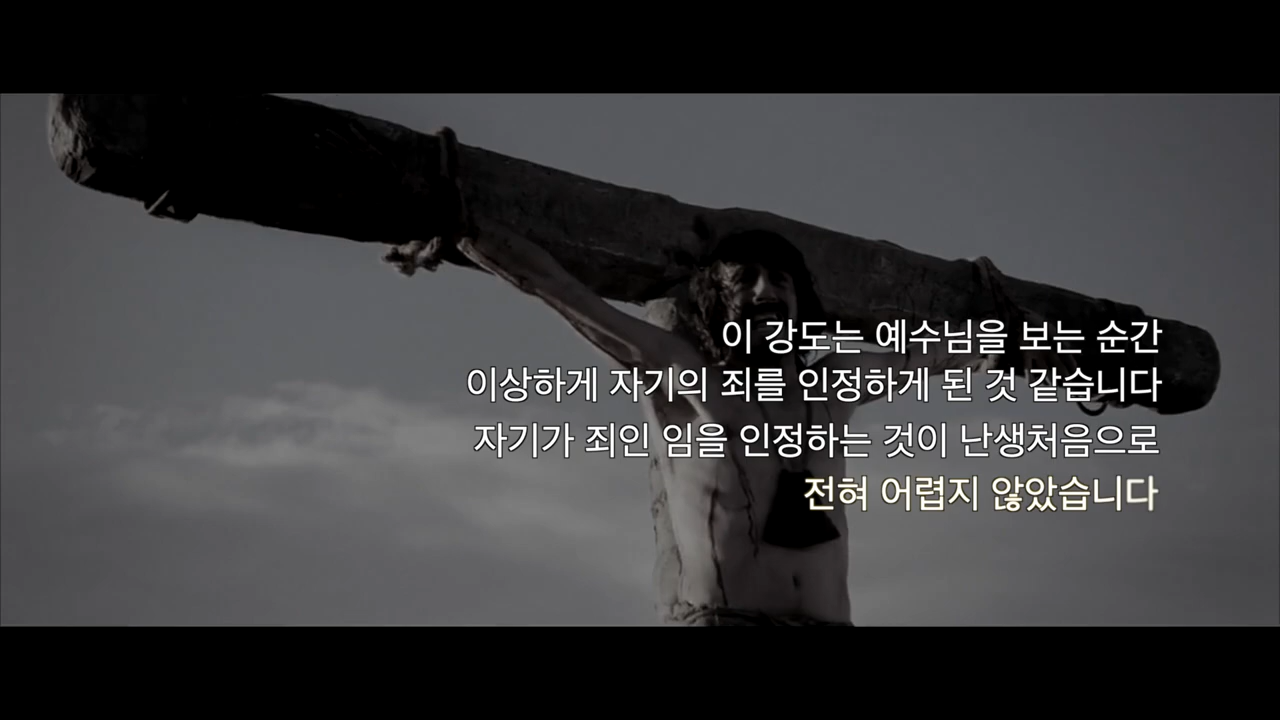 이 강도는 예수님을 보는 순간
이상하게 자기의 죄를 인정하게 된 것 같습니다
자기가 죄인 임을 인정하는 것이 난생처음으로
전혀 어렵지 않았습니다